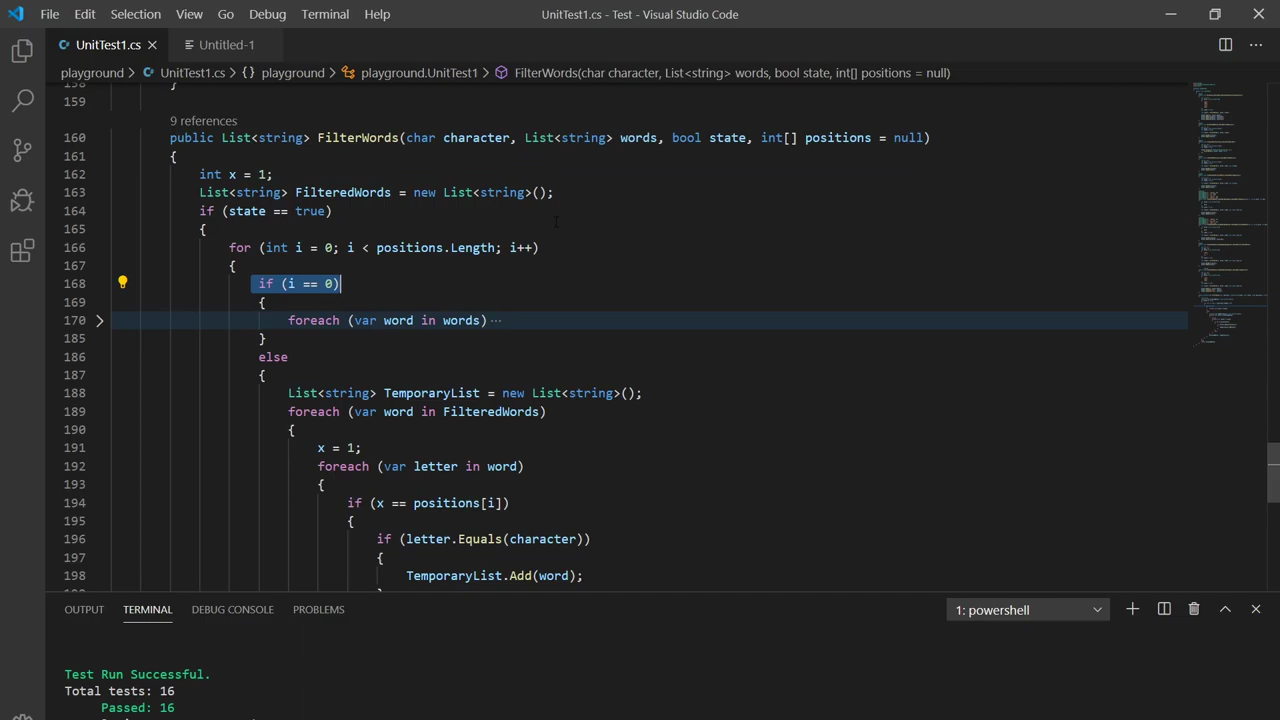 File Edit Selection View Go Debug Terminal Help UnitTest1.cs - Test - Visual Studio Code
UnitTest1.cs Untitled-1
playground > UnitTest1.cs > {} playground > playground.UnitTest1 > FilterWords(char character, List<string> words, bool state, int[] positions = null)
158 }
159
9 references
160 public List<string> FilterWords(char character, List<string> words, bool state, int[] positions = null)
161 {
162 int x = 1;
163 List<string> FilteredWords = new List<string>();
164 if (state == true)
165 {
166 for (int i = 0; i < positions.Length; i++)
167 {
168 if (i == 0)
169 {
170 foreach (var word in words) ···
185 }
186 else
187 {
188 List<string> TemporaryList = new List<string>();
189 foreach (var word in FilteredWords)
190 {
191 x = 1;
192 foreach (var letter in word)
193 {
194 if (x == positions[i])
195 {
196 if (letter.Equals(character))
197 {
198 TemporaryList.Add(word);
OUTPUT TERMINAL DEBUG CONSOLE PROBLEMS 1: powershell
Test Run Successful.
Total tests: 16
Passed: 16